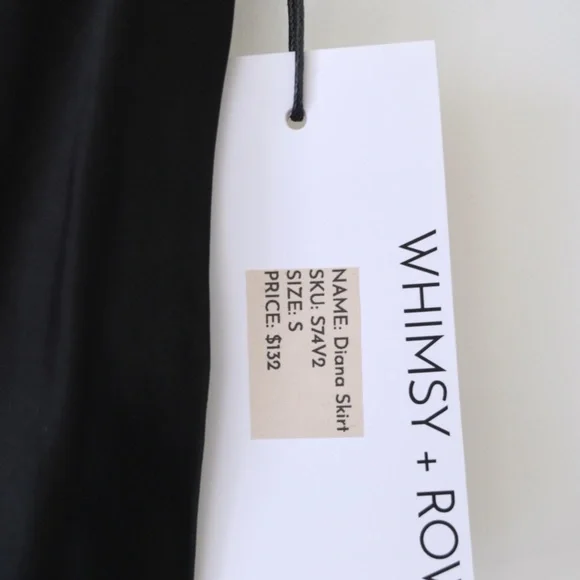 WHIMSY + ROW
NAME: Diana Skirt
SKU: S74V2
SIZE: S
PRICE: $132